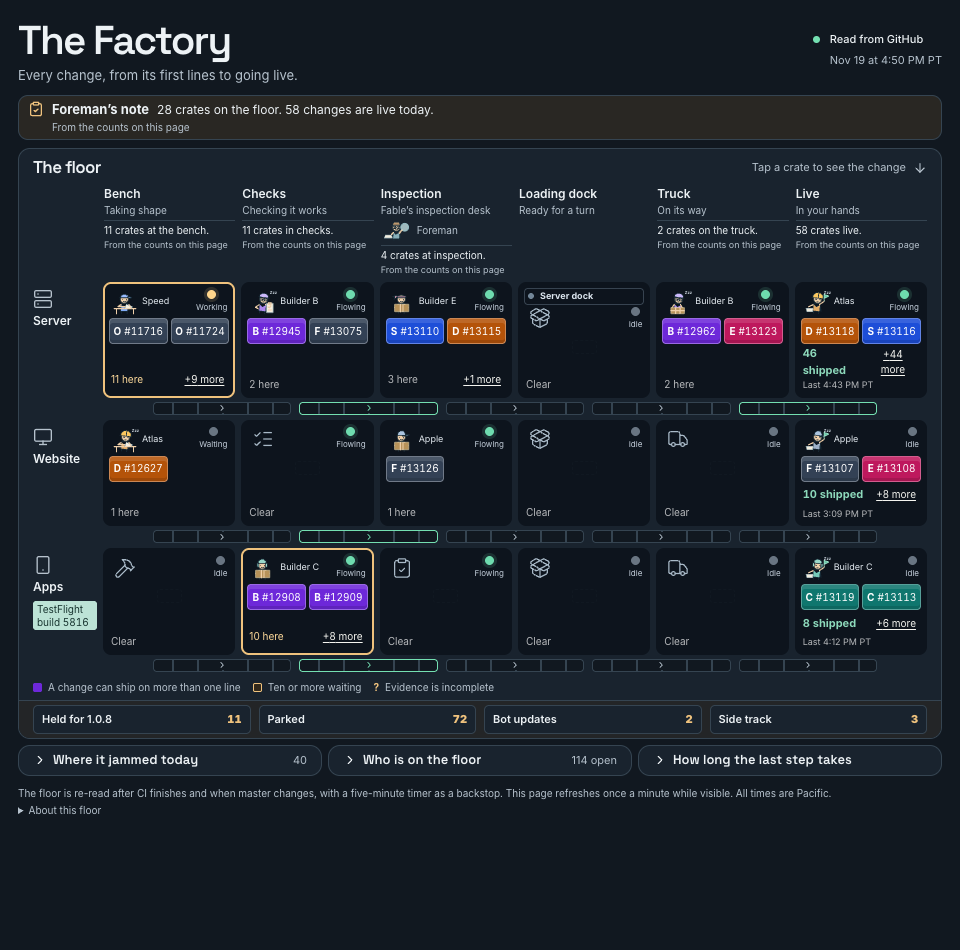 The Factory
Every change, from its first lines to going live.
Read from GitHub
Nov 19 at 4:50 PM PT
Foreman's note 28 crates on the floor. 58 changes are live today.
From the counts on this page
The floor
Tap a crate to see the change ↓
Bench
Taking shape
11 crates at the bench.
From the counts on this page
Checks
Checking it works
11 crates in checks.
From the counts on this page
Inspection
Fable's inspection desk
Foreman
4 crates at inspection.
From the counts on this page
Loading dock
Ready for a turn
Truck
On its way
2 crates on the truck.
From the counts on this page
Live
In your hands
58 crates live.
From the counts on this page
Server
Speed
Working
O #11716 O #11724
11 here +9 more
Builder B
Flowing
B #12945 F #13075
2 here
Builder E
Flowing
S #13110 D #13115
3 here +1 more
Server dock
Idle
Clear
Builder B
Flowing
B #12962 E #13123
2 here
Atlas
Flowing
D #13118 S #13116
46 shipped +44 more
Last 4:43 PM PT
Website
Atlas
Waiting
D #12627
1 here
Flowing
Clear
Apple
Flowing
F #13126
1 here
Idle
Clear
Idle
Clear
Apple
Idle
F #13107 E #13108
10 shipped +8 more
Last 3:09 PM PT
Apps
TestFlight
build 5816
Idle
Clear
Builder C
Flowing
B #12908 B #12909
10 here +8 more
Flowing
Clear
Idle
Clear
Idle
Clear
Builder C
Idle
C #13119 C #13113
8 shipped +6 more
Last 4:12 PM PT
A change can ship on more than one line
Ten or more waiting
? Evidence is incomplete
Held for 1.0.8 11
Parked 72
Bot updates 2
Side track 3
Where it jammed today 40
Who is on the floor 114 open
How long the last step takes
The floor is re-read after CI finishes and when master changes, with a five-minute timer as a backstop. This page refreshes once a minute while visible. All times are Pacific.
About this floor